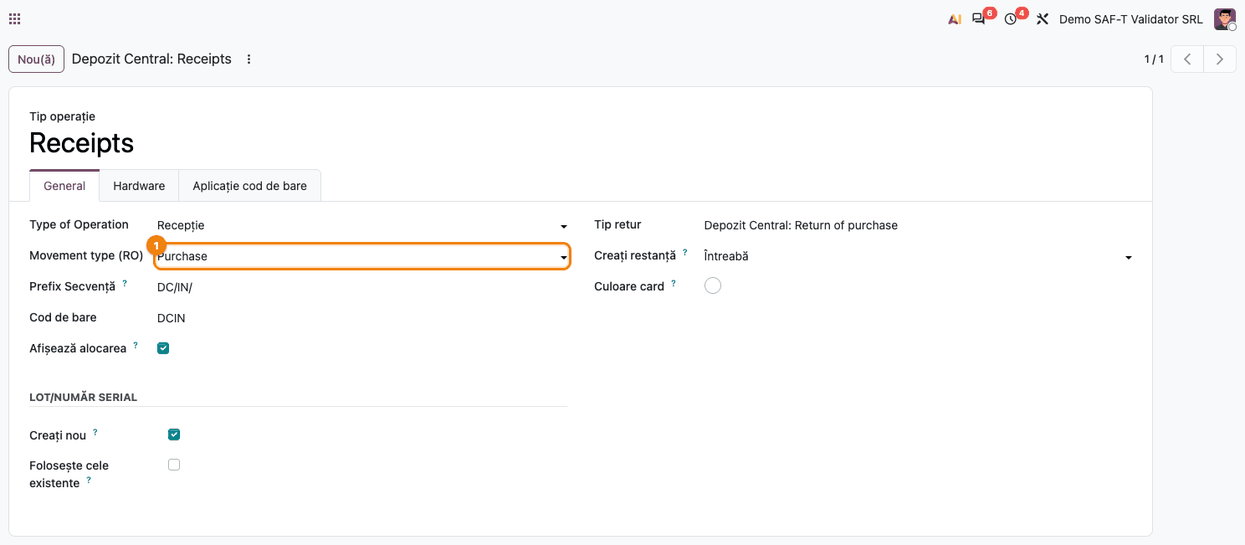 AI 6 4 Demo SAF-T Validator SRL
Nou(ă) Depozit Central: Receipts 1 / 1
Tip operație
Receipts
General Hardware Aplicație cod de bare
Type of Operation Recepție Tip retur Depozit Central: Return of purchase
1
Movement type (RO) Purchase Creați restanță ? Întreabă
Prefix Secvență ? DC/IN/ Culoare card ?
Cod de bare DCIN
Afișează alocarea ?
LOT/NUMĂR SERIAL
Creați nou ?
Folosește cele
existente ?